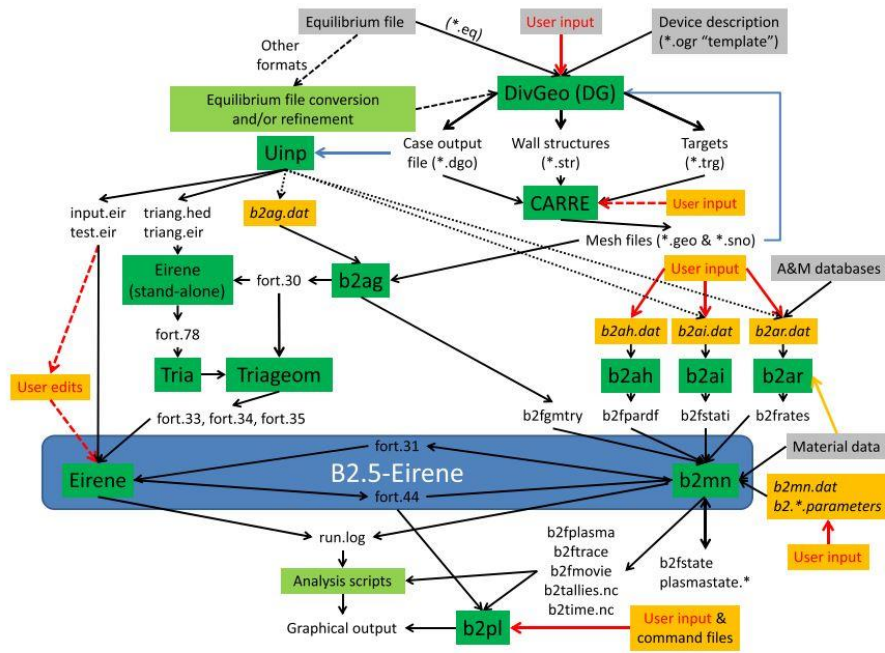 Equilibrium file
(*.eq)
User input
Device description
(*.ogr “template”)
Other
formats
Equilibrium file conversion
and/or refinement
DivGeo (DG)
Uinp
Case output
file (*.dgo)
Wall structures
(*.str)
Targets
(*.trg)
CARRE
User input
input.eir
test.eir
triang.hed
triang.eir
b2ag.dat
Mesh files (*.geo & *.sno)
Eirene
(stand-alone)
fort.30
b2ag
User input
A&M databases
b2ah.dat
b2ai.dat
b2ar.dat
fort.78
User edits
Tria
Triageom
b2ah
b2ai
b2ar
fort.33, fort.34, fort.35
b2fgmtry
b2fpardf
b2fstati
b2frates
Material data
fort.31
Eirene
B2.5-Eirene
b2mn
fort.44
b2mn.dat
b2.*.parameters
run.log
b2fplasma
b2ftrace
b2fmovie
b2tallies.nc
b2time.nc
b2fstate
plasmastate.*
User input
Analysis scripts
Graphical output
b2pl
User input &
command files